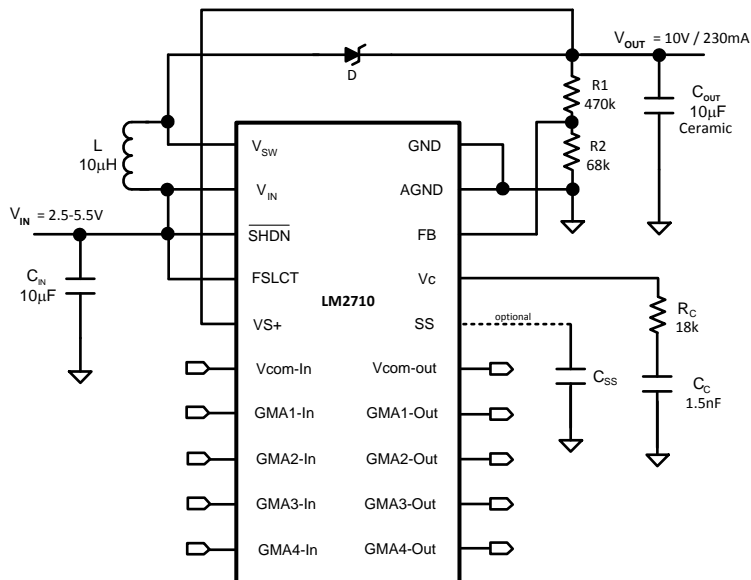 V_OUT = 10V / 230mA
D
R1
470k
C_OUT
10μF
Ceramic
L
10μH
V_SW
GND
R2
68k
V_IN
AGND
V_IN = 2.5-5.5V
SHDN
FB
C_IN
10μF
FSLCT
Vc
LM2710
VS+
SS
optional
R_C
18k
Vcom-In
Vcom-out
C_SS
C_C
1.5nF
GMA1-In
GMA1-Out
GMA2-In
GMA2-Out
GMA3-In
GMA3-Out
GMA4-In
GMA4-Out